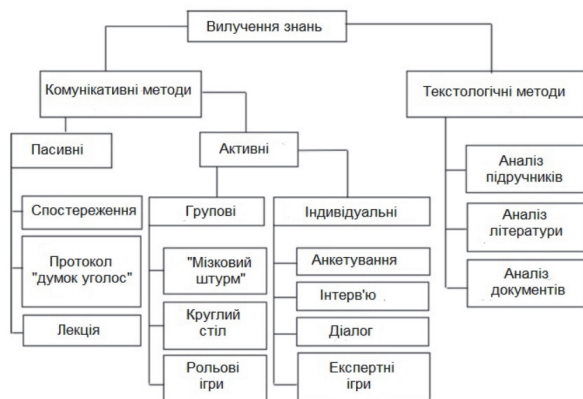 Вилучення знань
Комунікативні методи
Текстологічні методи
Пасивні
Активні
Спостереження
Протокол
"думок уголос"
Лекція
Групові
"Мізковий
штурм"
Круглий
стіл
Рольові
ігри
Індивідуальні
Анкетування
Інтерв'ю
Діалог
Експертні
ігри
Аналіз
підручників
Аналіз
літератури
Аналіз
документів